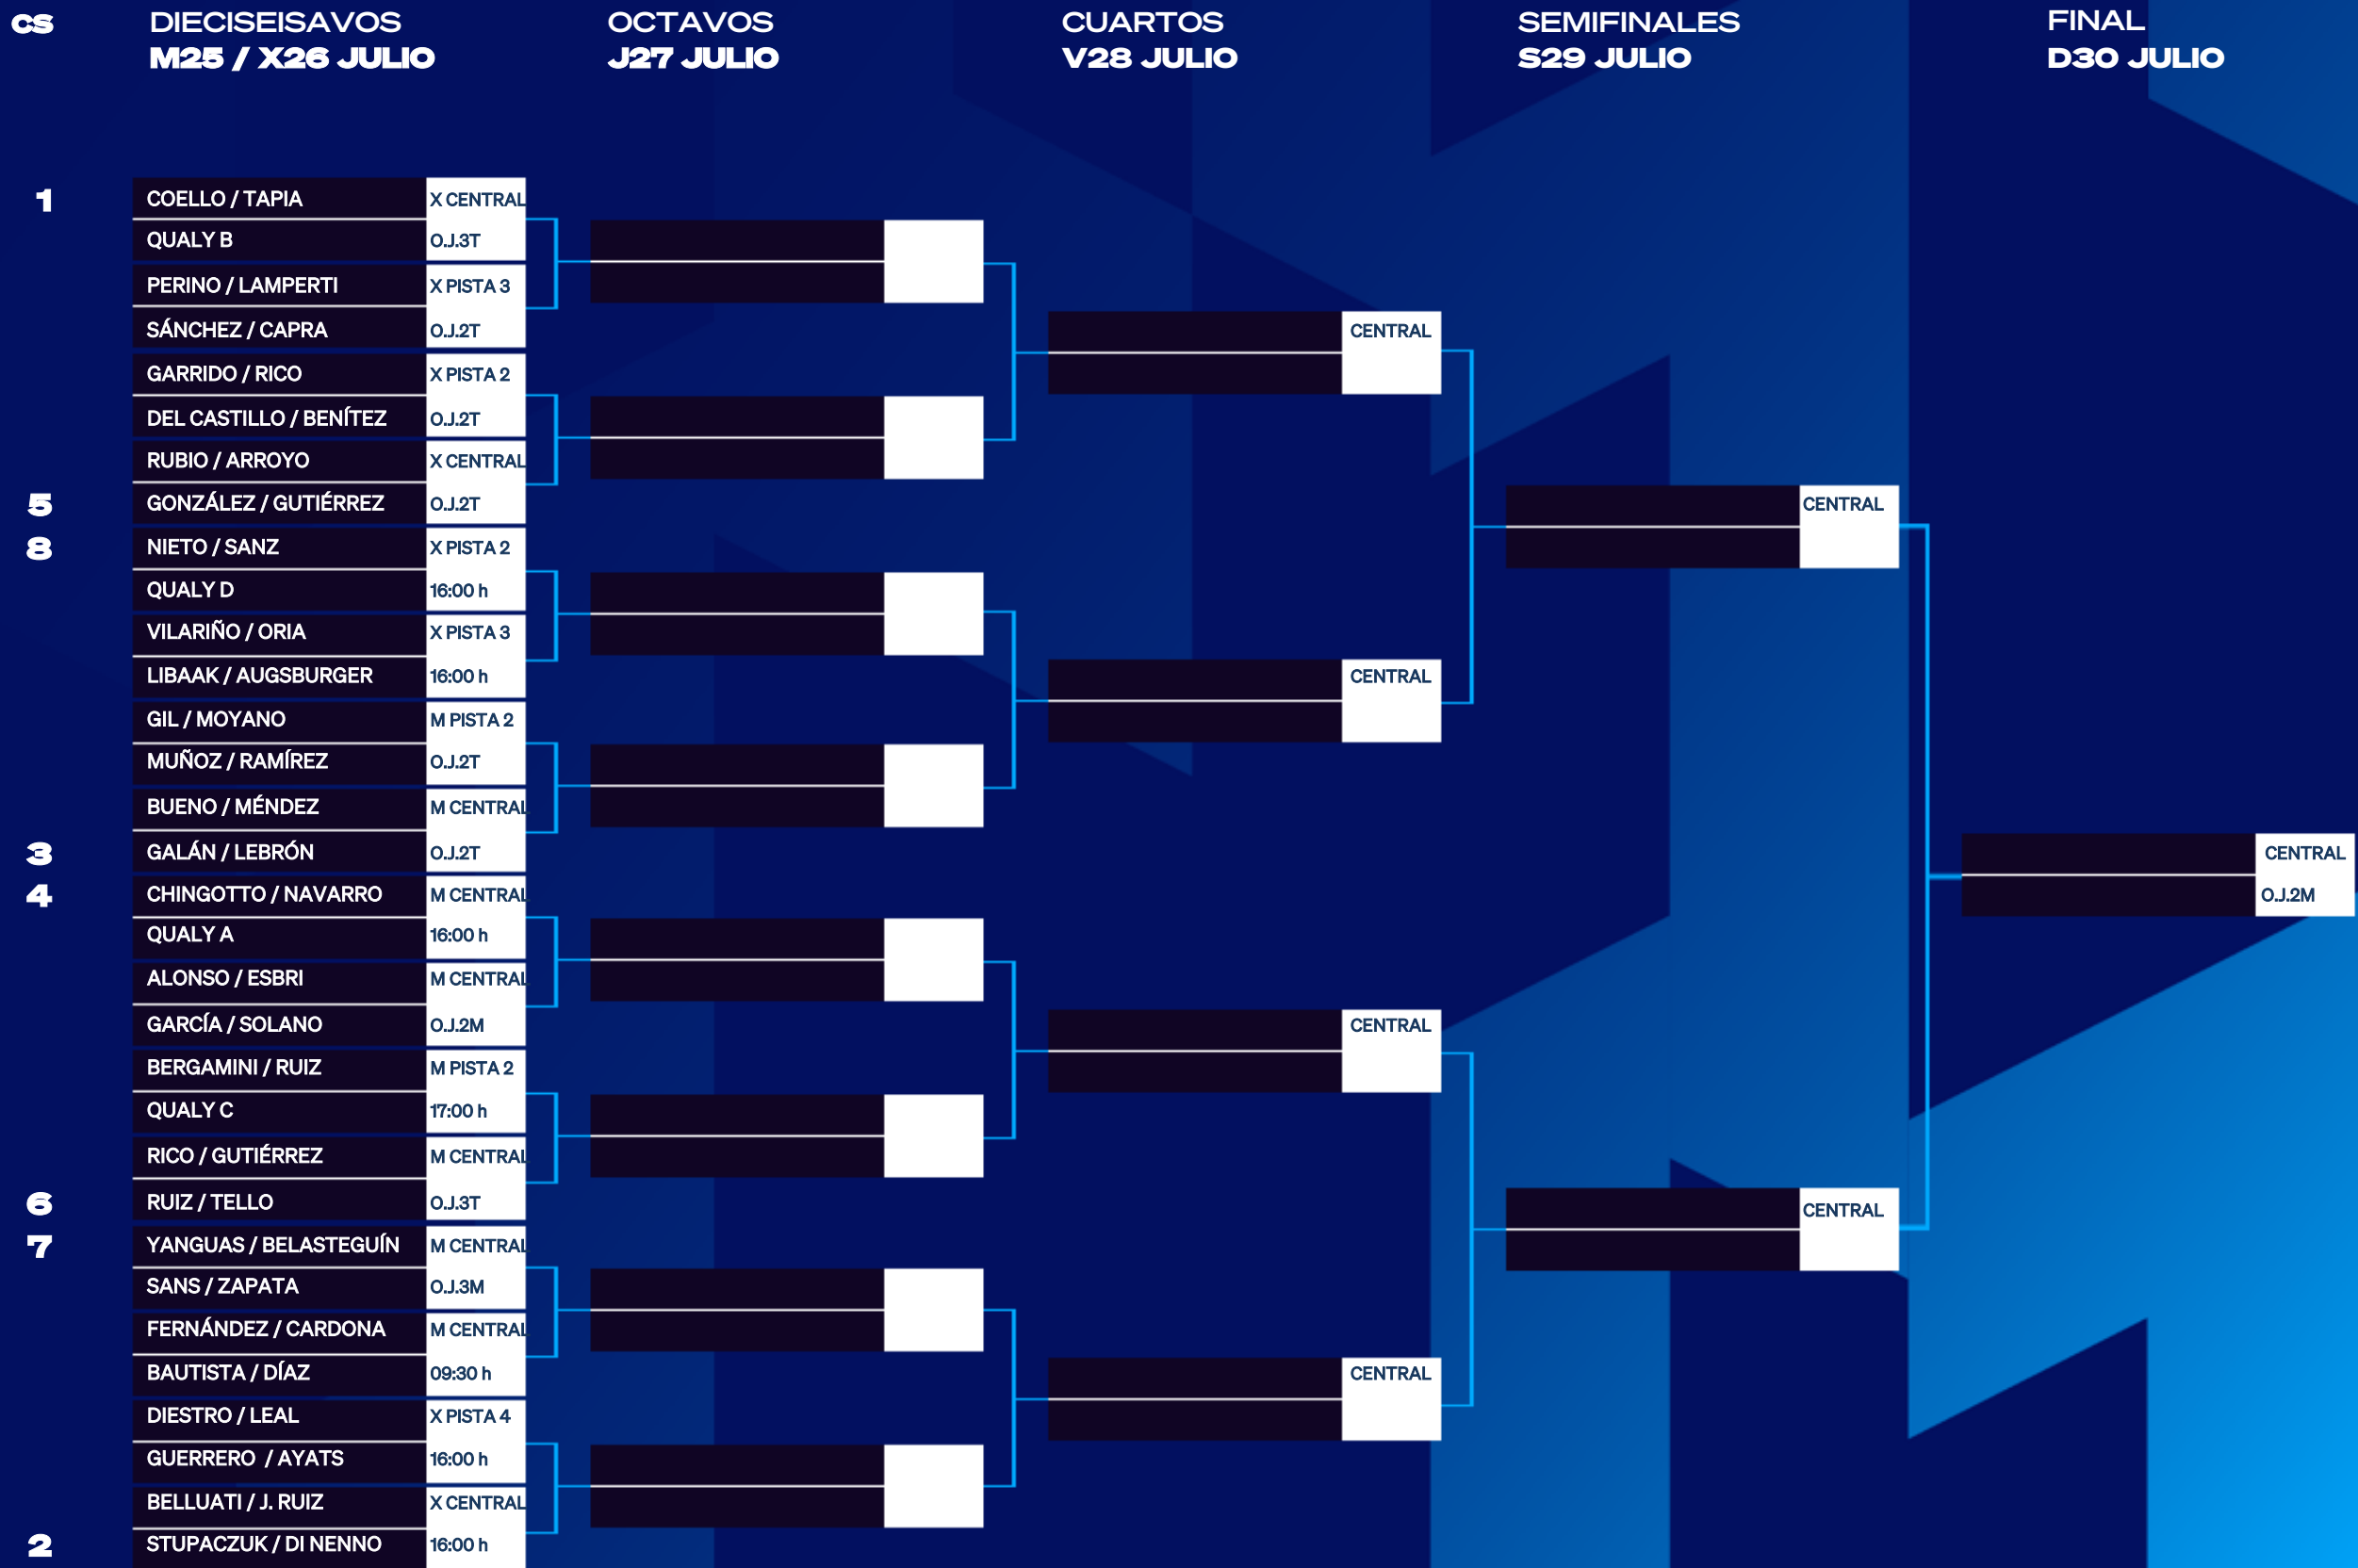 CS
DIECISEISAVOS
M25 / X26 JULIO
OCTAVOS
J27 JULIO
CUARTOS
V28 JULIO
SEMIFINALES
S29 JULIO
FINAL
D30 JULIO
1
COELLO / TAPIA
X CENTRAL
QUALY B
O.J.3T
PERINO / LAMPERTI
X PISTA 3
SÁNCHEZ / CAPRA
O.J.2T
GARRIDO / RICO
X PISTA 2
DEL CASTILLO / BENÍTEZ
O.J.2T
RUBIO / ARROYO
X CENTRAL
5
GONZÁLEZ / GUTIÉRREZ
O.J.2T
8
NIETO / SANZ
X PISTA 2
QUALY D
16:00 h
VILARIÑO / ORIA
X PISTA 3
LIBAAK / AUGSBURGER
16:00 h
GIL / MOYANO
M PISTA 2
MUÑOZ / RAMÍREZ
O.J.2T
BUENO / MÉNDEZ
M CENTRAL
3
GALÁN / LEBRÓN
O.J.2T
4
CHINGOTTO / NAVARRO
M CENTRAL
QUALY A
16:00 h
ALONSO / ESBRI
M CENTRAL
GARCÍA / SOLANO
O.J.2M
BERGAMINI / RUIZ
M PISTA 2
QUALY C
17:00 h
RICO / GUTIÉRREZ
M CENTRAL
6
RUIZ / TELLO
O.J.3T
7
YANGUAS / BELASTEGUÍN
M CENTRAL
SANS / ZAPATA
O.J.3M
FERNÁNDEZ / CARDONA
M CENTRAL
BAUTISTA / DÍAZ
09:30 h
DIESTRO / LEAL
X PISTA 4
GUERRERO / AYATS
16:00 h
BELLUATI / J. RUIZ
X CENTRAL
2
STUPACZUK / DI NENNO
16:00 h
CENTRAL
CENTRAL
CENTRAL
CENTRAL
CENTRAL
CENTRAL
CENTRAL
O.J.2M